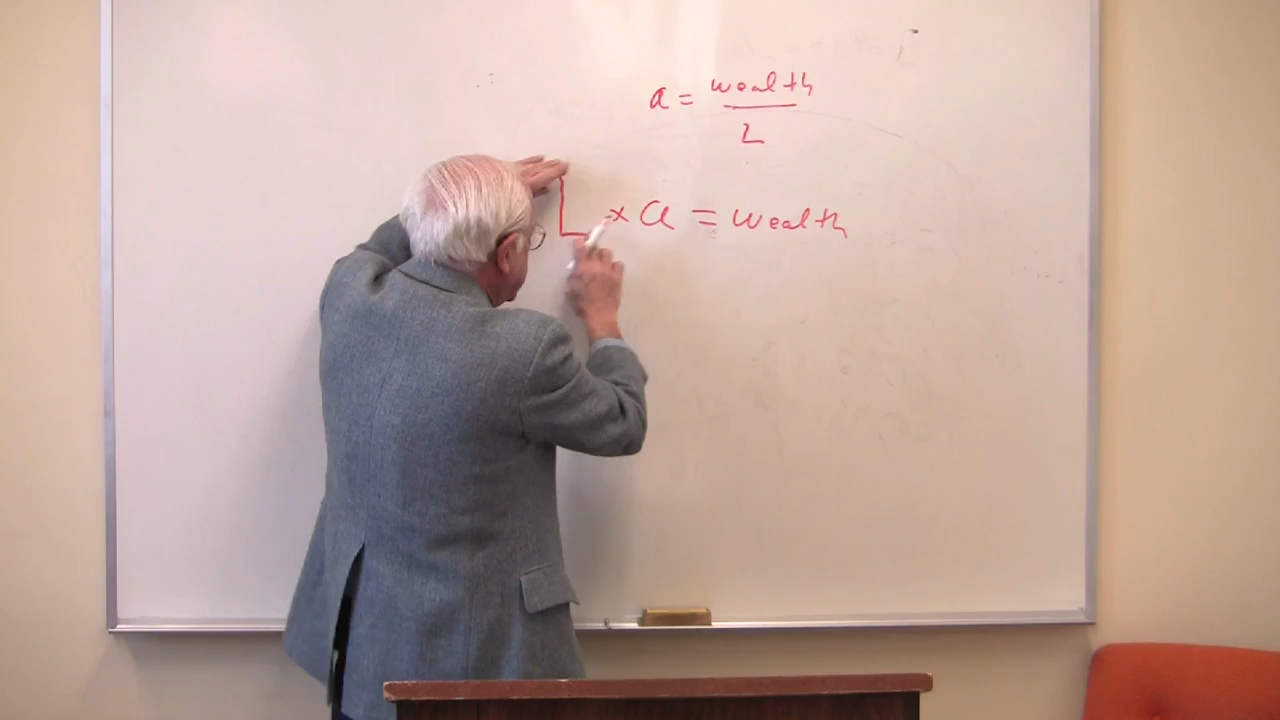 a = wealth
L
L × a = wealth